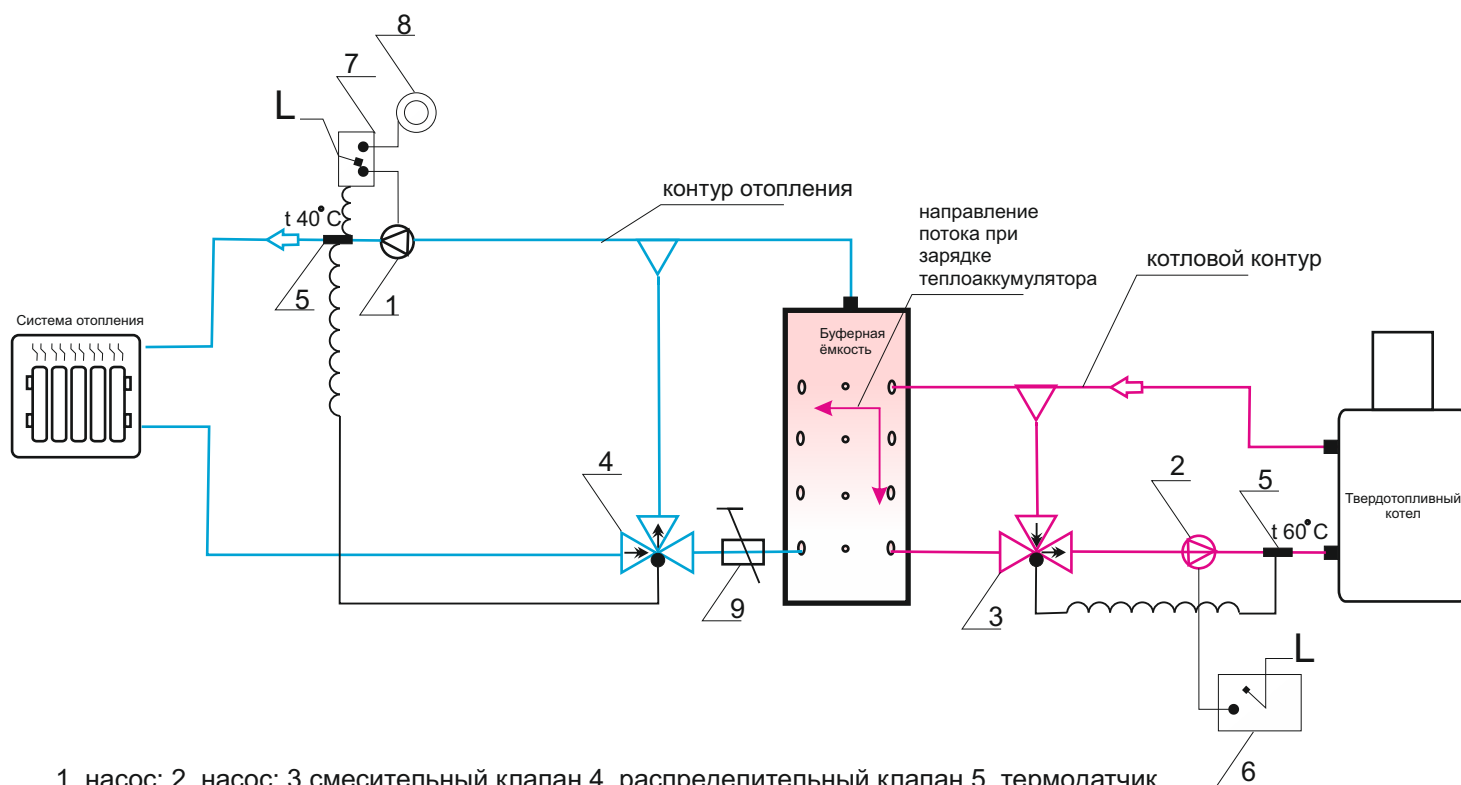 8
7
L
контур отопления
t 40°C
направление
потока при
зарядке
теплоаккумулятора
котловой контур
5
1
Система отопления
Буферная
ёмкость
4
2
5
Твердотопливный
котел
t 60°C
9
3
L
6
1 насос; 2 насос; 3 смесительный клапан 4 распределительный клапан 5 термодатчик